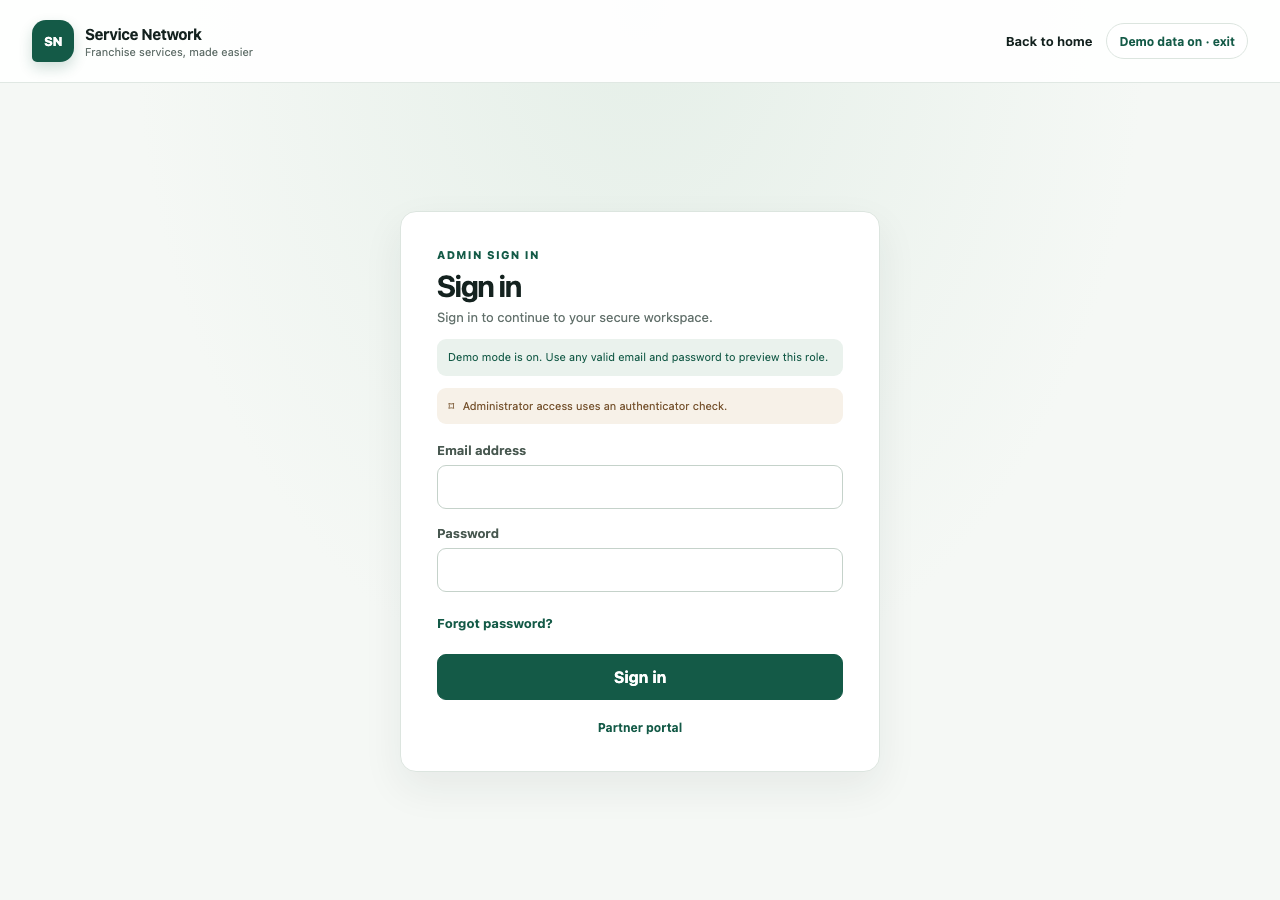 SN
Service Network
Franchise services, made easier
Back to home
Demo data on · exit
ADMIN SIGN IN
Sign in
Sign in to continue to your secure workspace.
Demo mode is on. Use any valid email and password to preview this role.
⌑ Administrator access uses an authenticator check.
Email address
Password
Forgot password?
Sign in
Partner portal